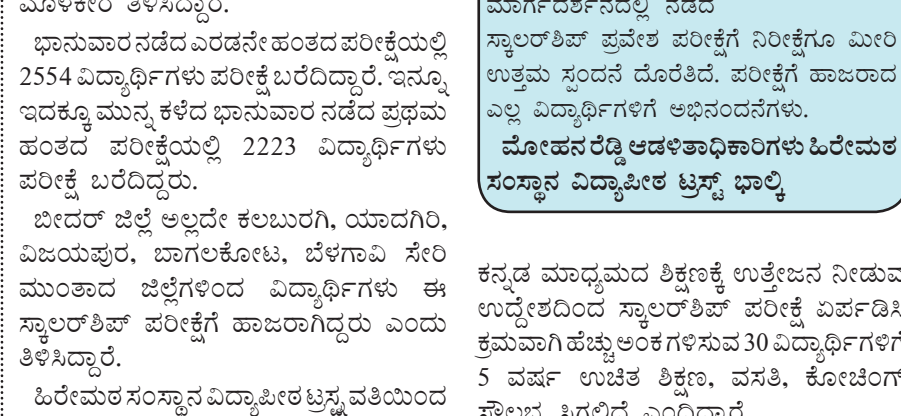 ಮೂಳಕೇರಿ ತಿಳಿಸಿದ್ದಾರೆ.
ಭಾನುವಾರ ನಡೆದ ಎರಡನೇ ಹಂತದ ಪರೀಕ್ಷೆಯಲ್ಲಿ
2554 ವಿದ್ಯಾರ್ಥಿಗಳು ಪರೀಕ್ಷೆ ಬರೆದಿದ್ದಾರೆ. ಇನ್ನೂ
ಇದಕ್ಕೂ ಮುನ್ನ ಕಳೆದ ಭಾನುವಾರ ನಡೆದ ಪ್ರಥಮ
ಹಂತದ ಪರೀಕ್ಷೆಯಲ್ಲಿ 2223 ವಿದ್ಯಾರ್ಥಿಗಳು
ಪರೀಕ್ಷೆ ಬರೆದಿದ್ದರು.
ಬೀದರ್ ಜಿಲ್ಲೆ ಅಲ್ಲದೇ ಕಲಬುರಗಿ, ಯಾದಗಿರಿ,
ವಿಜಯಪುರ, ಬಾಗಲಕೋಟ, ಬೆಳಗಾವಿ ಸೇರಿ
ಮುಂತಾದ ಜಿಲ್ಲೆಗಳಿಂದ ವಿದ್ಯಾರ್ಥಿಗಳು ಈ
ಸ್ಕಾಲರ್‌ಶಿಪ್ ಪರೀಕ್ಷೆಗೆ ಹಾಜರಾಗಿದ್ದರು ಎಂದು
ತಿಳಿಸಿದ್ದಾರೆ.
ಹಿರೇಮಠ ಸಂಸ್ಥಾನ ವಿದ್ಯಾಪೀಠ ಟ್ರಸ್ಟ್ನ ವತಿಯಿಂದ
ಮಾರ್ಗದರ್ಶನದಲ್ಲಿ ನಡೆದ
ಸ್ಕಾಲರ್‌ಶಿಪ್ ಪ್ರವೇಶ ಪರೀಕ್ಷೆಗೆ ನಿರೀಕ್ಷೆಗೂ ಮೀರಿ
ಉತ್ತಮ ಸ್ಪಂದನೆ ದೊರೆತಿದೆ. ಪರೀಕ್ಷೆಗೆ ಹಾಜರಾದ
ಎಲ್ಲ ವಿದ್ಯಾರ್ಥಿಗಳಿಗೆ ಅಭಿನಂದನೆಗಳು.
ಮೋಹನ ರೆಡ್ಡಿ ಆಡಳಿತಾಧಿಕಾರಿಗಳು ಹಿರೇಮಠ
ಸಂಸ್ಥಾನ ವಿದ್ಯಾಪೀಠ ಟ್ರಸ್ಟ್ ಭಾಲ್ಕಿ
ಕನ್ನಡ ಮಾಧ್ಯಮದ ಶಿಕ್ಷಣಕ್ಕೆ ಉತ್ತೇಜನ ನೀಡುವ
ಉದ್ದೇಶದಿಂದ ಸ್ಕಾಲರ್‌ಶಿಪ್ ಪರೀಕ್ಷೆ ಏರ್ಪಡಿಸಿ
ಕ್ರಮವಾಗಿ ಹೆಚ್ಚು ಅಂಕ ಗಳಿಸುವ 30 ವಿದ್ಯಾರ್ಥಿಗಳಿಗೆ
5 ವರ್ಷ ಉಚಿತ ಶಿಕ್ಷಣ, ವಸತಿ, ಕೋಚಿಂಗ್
ಸೌಲಭ್ಯ ಸಿಗಲಿದೆ ಎಂದಿದ್ದಾರೆ